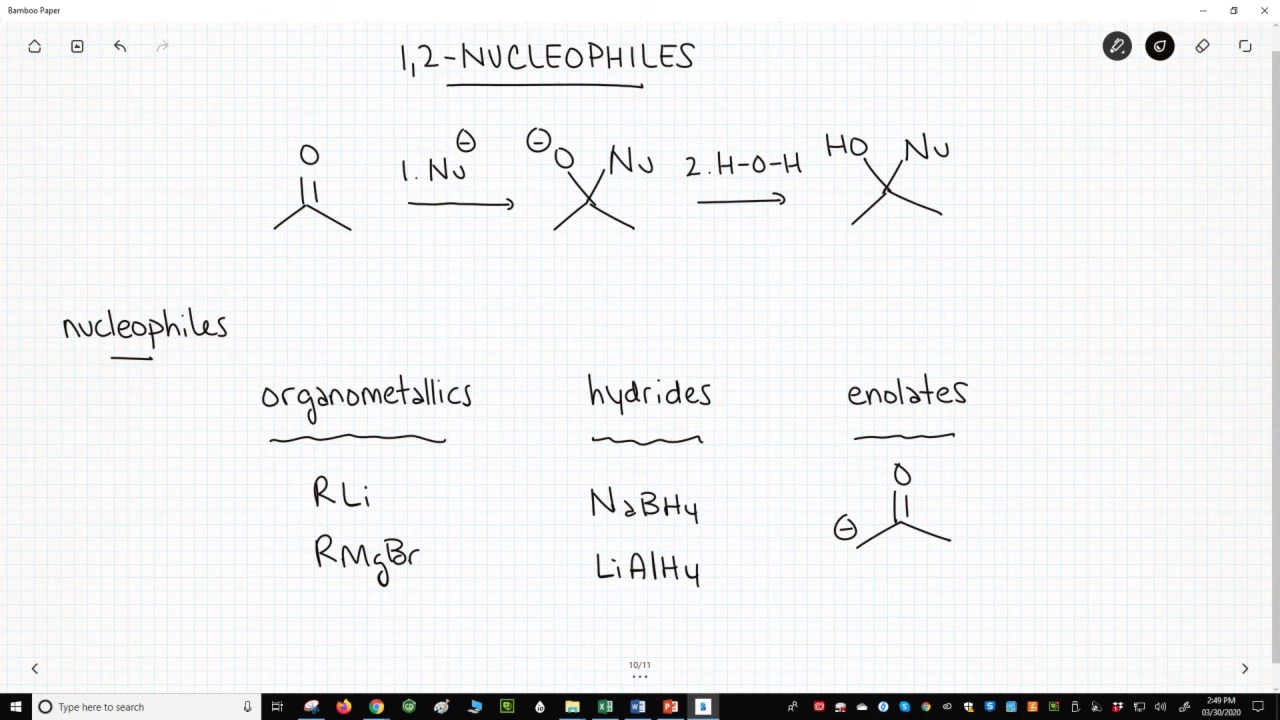 Bamboo Paper
1,2-NUCLEOPHILES
O
1. Nu ⊖
⊖ O Nu
2. H-O-H
HO Nu
nucleophiles
organometallics
hydrides
enolates
RLi
NaBH4
O
⊖
RMgBr
LiAlH4
10/11
Type here to search
2:49 PM
03/30/2020